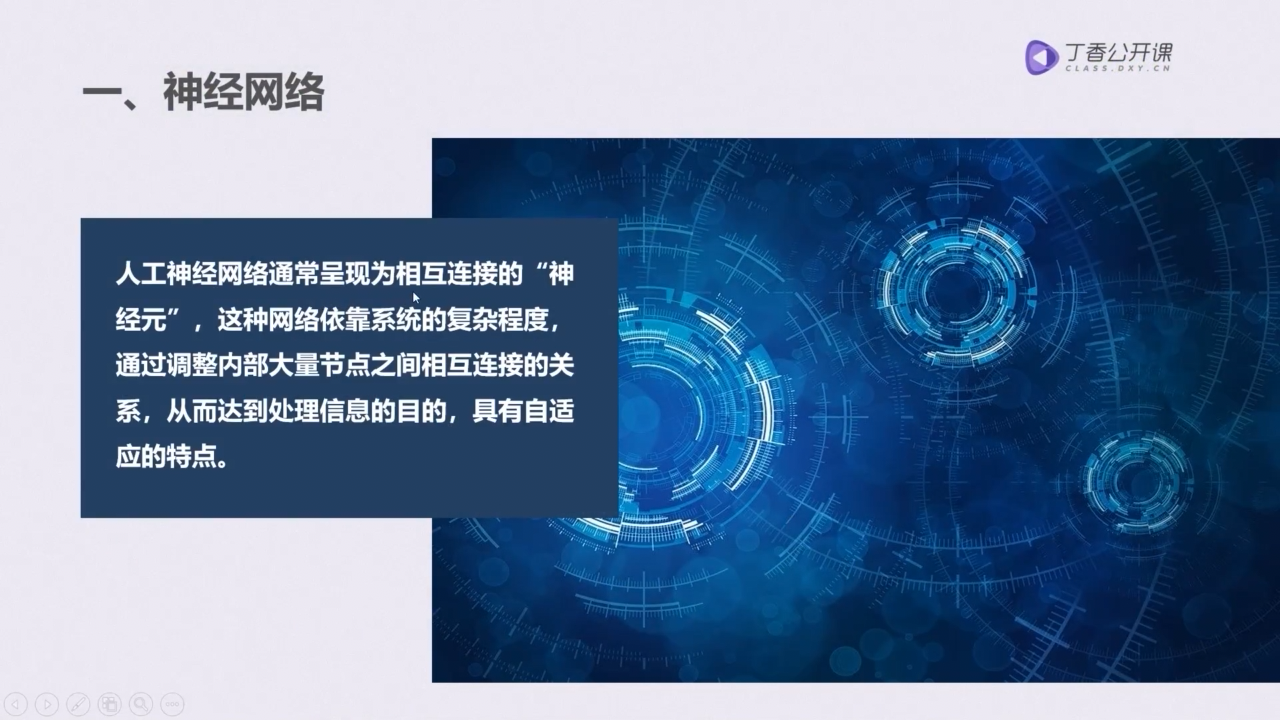 丁香公开课
CLASS.DXY.CN
一、神经网络
人工神经网络通常呈现为相互连接的“神
经元”，这种网络依靠系统的复杂程度，
通过调整内部大量节点之间相互连接的关
系，从而达到处理信息的目的，具有自适
应的特点。